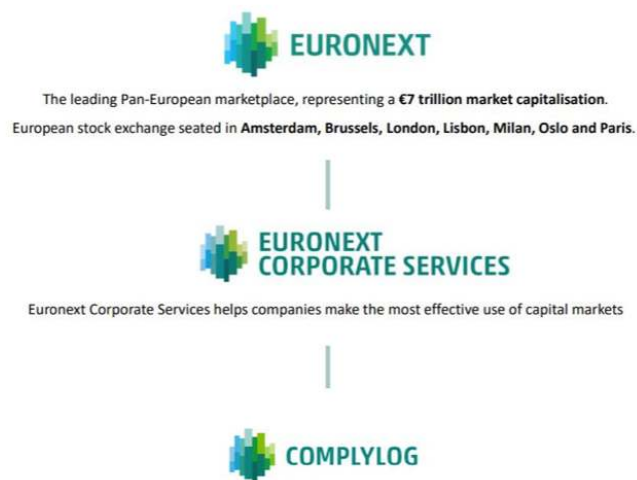 EURONEXT
The leading Pan-European marketplace, representing a €7 trillion market capitalisation.
European stock exchange seated in Amsterdam, Brussels, London, Lisbon, Milan, Oslo and Paris.
EURONEXT
CORPORATE SERVICES
Euronext Corporate Services helps companies make the most effective use of capital markets
COMPLYLOG